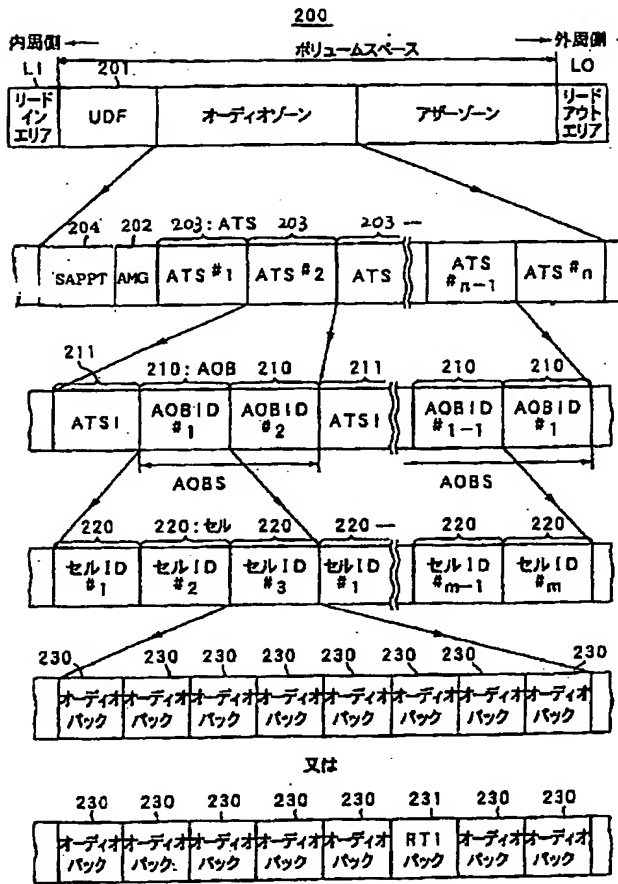 200
内周側 ボリュームスペース 外周側
LI 201 LO
リード
イン
エリア
UDF オーディオゾーン アザーゾーン
リード
アウト
エリア
204 202 203:ATS 203 203
SAPPT AMG ATS #1 ATS #2 ATS ATS #n-1 ATS #n
211 210:AOB 210 211 210 210
ATSI AOBID #1 AOBID #2 ATSI AOBID #1-1 AOBID #1
AOBS AOBS
220 220:セル 220 220 220 220
セルID #1 セルID #2 セルID #3 セルID #1 セルID #m-1 セルID #m
230 230 230 230 230 230 230 230
オーディオパック オーディオパック オーディオパック オーディオパック オーディオパック オーディオパック オーディオパック オーディオパック
又は
230 230 230 230 230 231 230 230
オーディオパック オーディオパック オーディオパック オーディオパック オーディオパック RTIパック オーディオパック オーディオパック